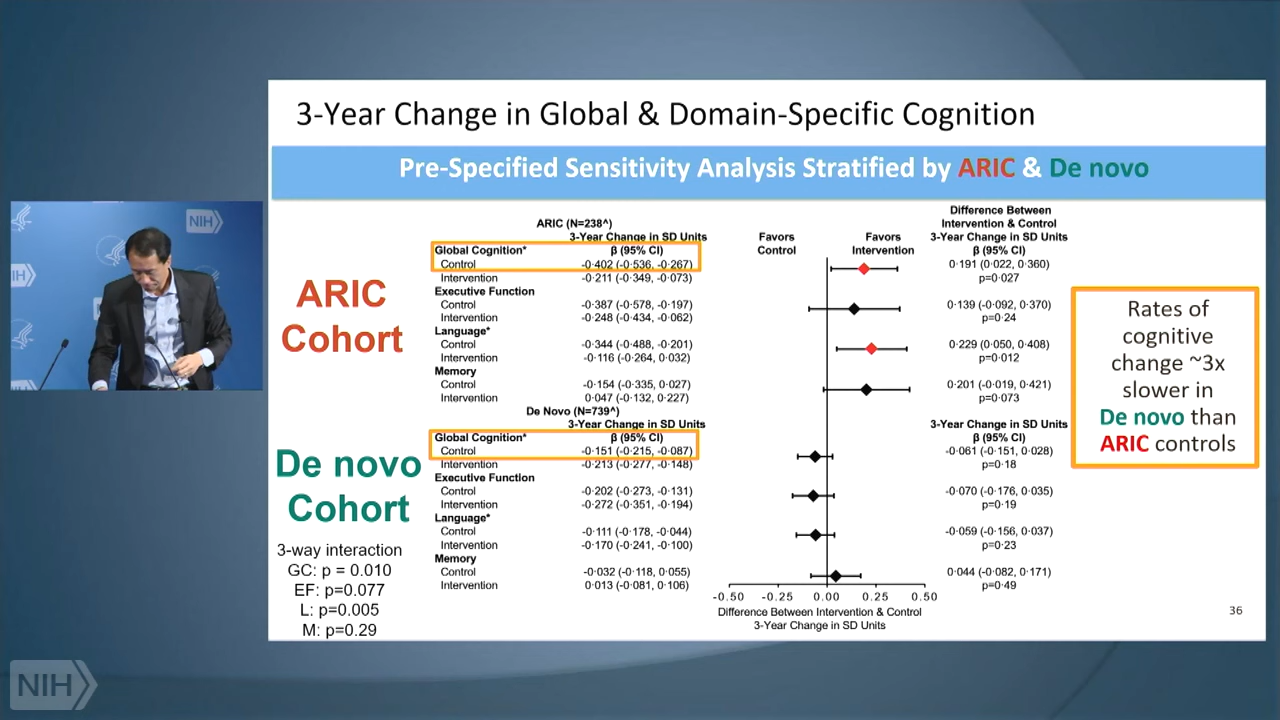 3-Year Change in Global & Domain-Specific Cognition
Pre-Specified Sensitivity Analysis Stratified by ARIC & De novo
NIH
ARIC
Cohort
ARIC (N=238^)
3-Year Change in SD Units
Global Cognition* β (95% CI)
Control -0·402 (-0·536, -0·267)
Intervention -0·211 (-0·349, -0·073)
Executive Function
Control -0·387 (-0·578, -0·197)
Intervention -0·248 (-0·434, -0·062)
Language*
Control -0·344 (-0·488, -0·201)
Intervention -0·116 (-0·264, 0·032)
Memory
Control -0·154 (-0·335, 0·027)
Intervention 0·047 (-0·132, 0·227)
Favors
Control
Favors
Intervention
Difference Between
Intervention & Control
3-Year Change in SD Units
β (95% CI)
0·191 (0·022, 0·360)
p=0·027
0·139 (-0·092, 0·370)
p=0·24
0·229 (0·050, 0·408)
p=0·012
0·201 (-0·019, 0·421)
p=0·073
De novo
Cohort
De Novo (N=739^)
3-Year Change in SD Units
Global Cognition* β (95% CI)
Control -0·151 (-0·215, -0·087)
Intervention -0·213 (-0·277, -0·148)
Executive Function
Control -0·202 (-0·273, -0·131)
Intervention -0·272 (-0·351, -0·194)
Language*
Control -0·111 (-0·178, -0·044)
Intervention -0·170 (-0·241, -0·100)
Memory
Control -0·032 (-0·118, 0·055)
Intervention 0·013 (-0·081, 0·106)
3-Year Change in SD Units
β (95% CI)
-0·061 (-0·151, 0·028)
p=0·18
-0·070 (-0·176, 0·035)
p=0·19
-0·059 (-0·156, 0·037)
p=0·23
0·044 (-0·082, 0·171)
p=0·49
-0.50 -0.25 0.00 0.25 0.50
Difference Between Intervention & Control
3-Year Change in SD Units
3-way interaction
GC: p = 0.010
EF: p=0.077
L: p=0.005
M: p=0.29
Rates of
cognitive
change ~3x
slower in
De novo than
ARIC controls
36
NIH